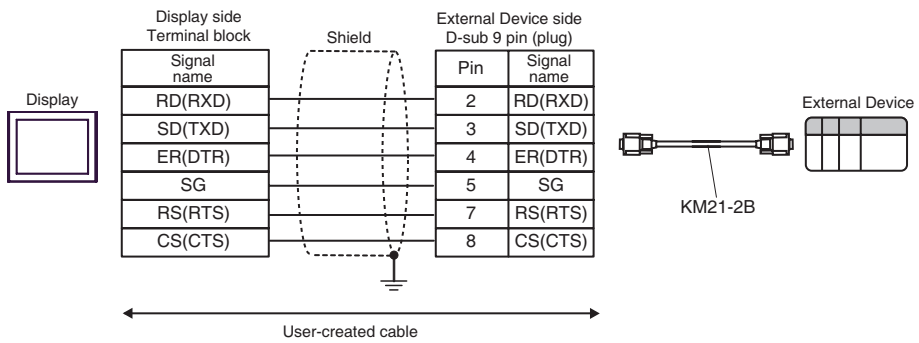 Display side
Terminal block
Shield
External Device side
D-sub 9 pin (plug)
Signal name
Pin
Signal name
RD(RXD) 2 RD(RXD)
SD(TXD) 3 SD(TXD)
ER(DTR) 4 ER(DTR)
SG 5 SG
RS(RTS) 7 RS(RTS)
CS(CTS) 8 CS(CTS)
Display
External Device
KM21-2B
User-created cable